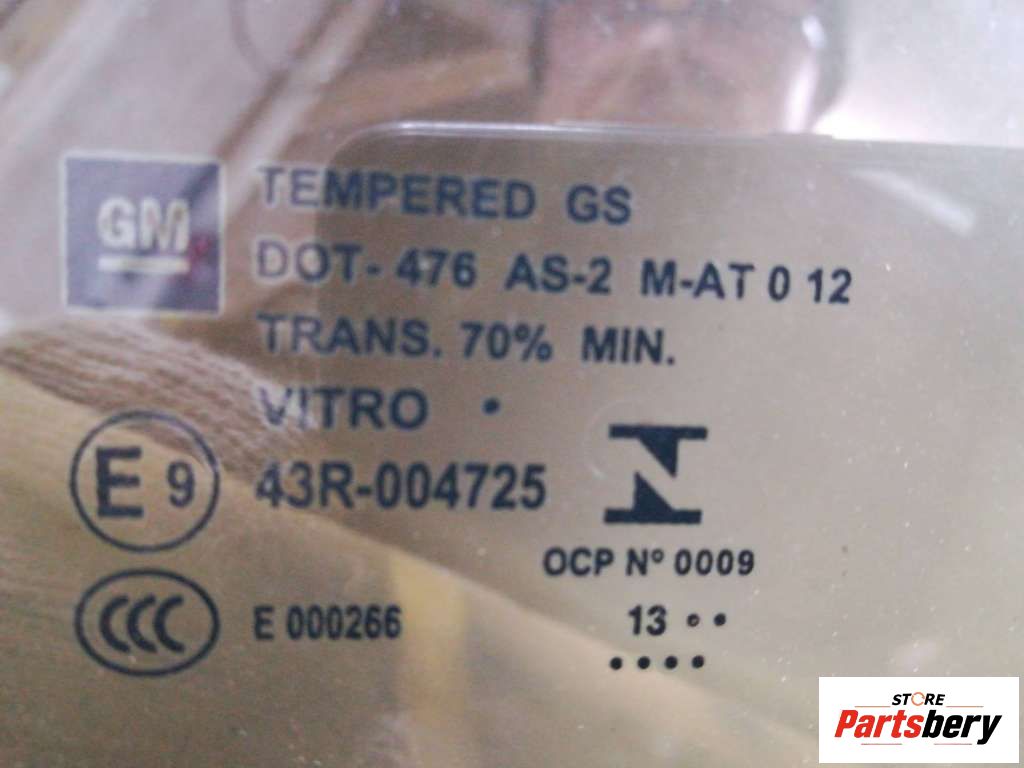 GM
TEMPERED GS
DOT-476 AS-2 M-AT 0 12
TRANS. 70% MIN.
VITRO •
E 9 43R-004725
OCP Nº 0009
CCC E 000266
13 • •
• • • •
STORE
Partsbery